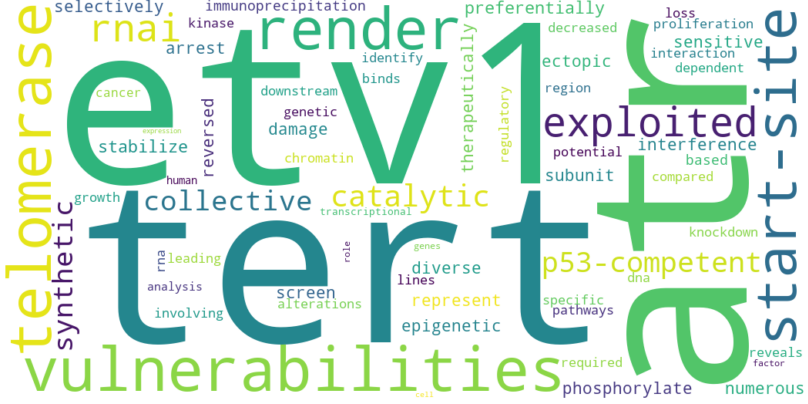 selectively
immunoprecipitation
preferentially
loss
kinase
rnai
render
decreased
proliferation
arrest
identify
ectopic
sensitive
interaction
binds
dependent
etv1
cancer
downstream
region
genetic
damage
expression
stabilize
reversed
chromatin
therapeutically
regulatory
exploited
interference
potential
based
telomerase
human
subunit
compared
atr
start-site
growth
collective
catalytic
transcriptional
synthetic
tert
knockdown
role
genes
rna
leading
diverse
p53-competent
dna
analysis
screen
lines
alterations
represent
specific
involving
epigenetic
pathways
vulnerabilities
required
reveals
factor
phosphorylate
numerous
cell